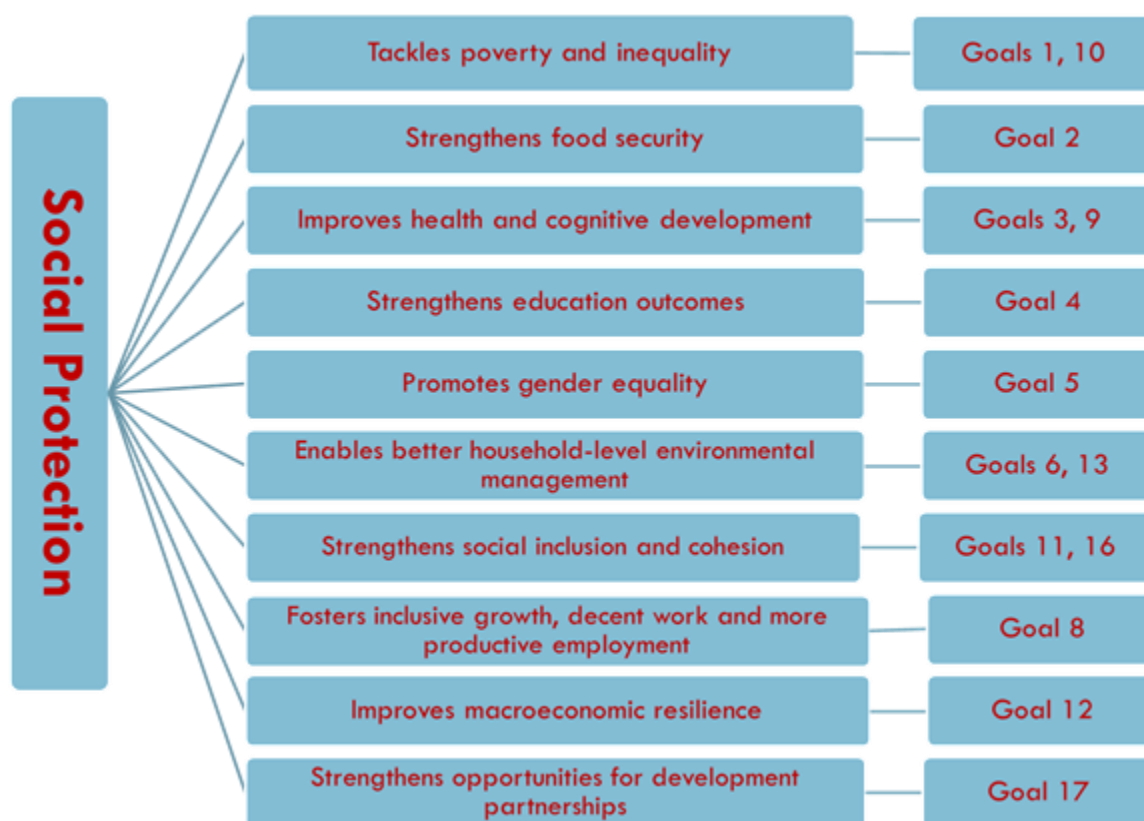 Social Protection
Tackles poverty and inequality
Goals 1, 10
Strengthens food security
Goal 2
Improves health and cognitive development
Goals 3, 9
Strengthens education outcomes
Goal 4
Promotes gender equality
Goal 5
Enables better household-level environmental
management
Goals 6, 13
Strengthens social inclusion and cohesion
Goals 11, 16
Fosters inclusive growth, decent work and more
productive employment
Goal 8
Improves macroeconomic resilience
Goal 12
Strengthens opportunities for development
partnerships
Goal 17